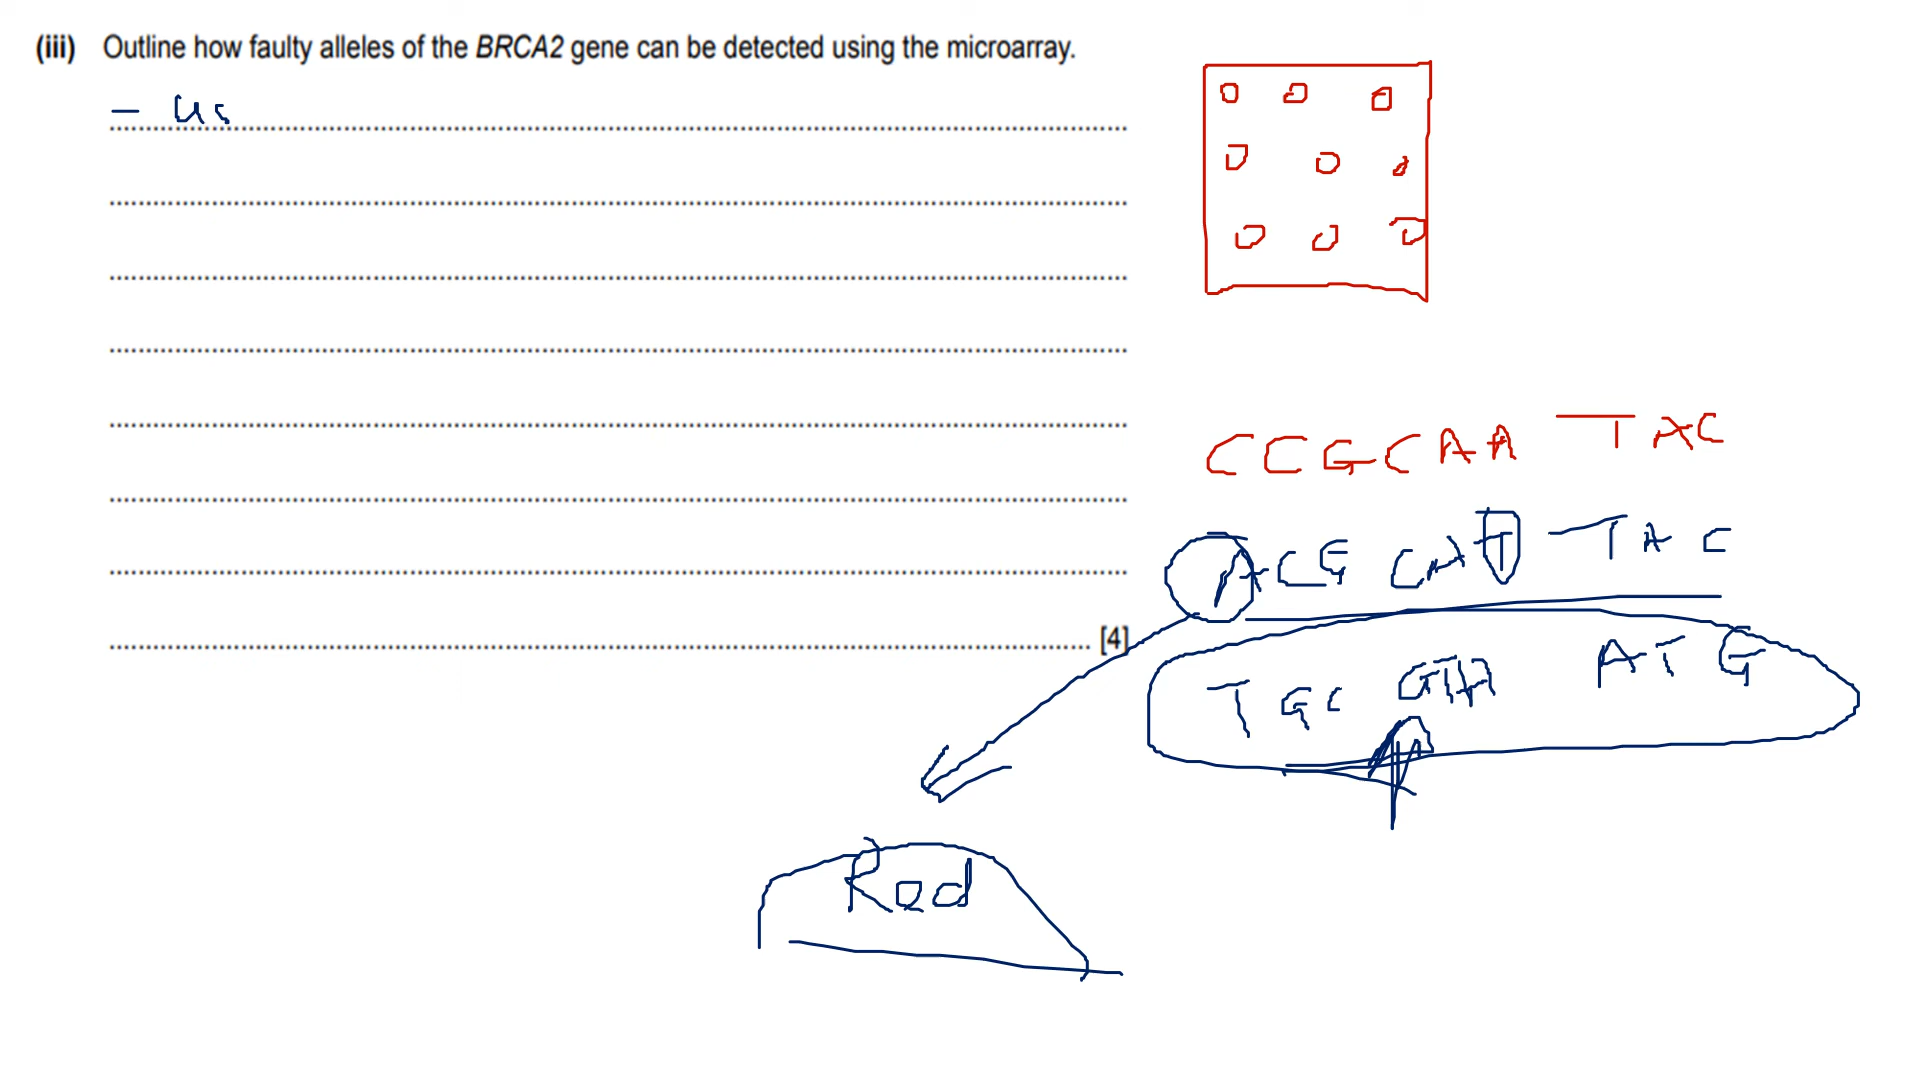 (iii) Outline how faulty alleles of the BRCA2 gene can be detected using the microarray.
- us
CCGCAA TAC
ACG CAT TAC
[4]
TGC GTA ATG
Red